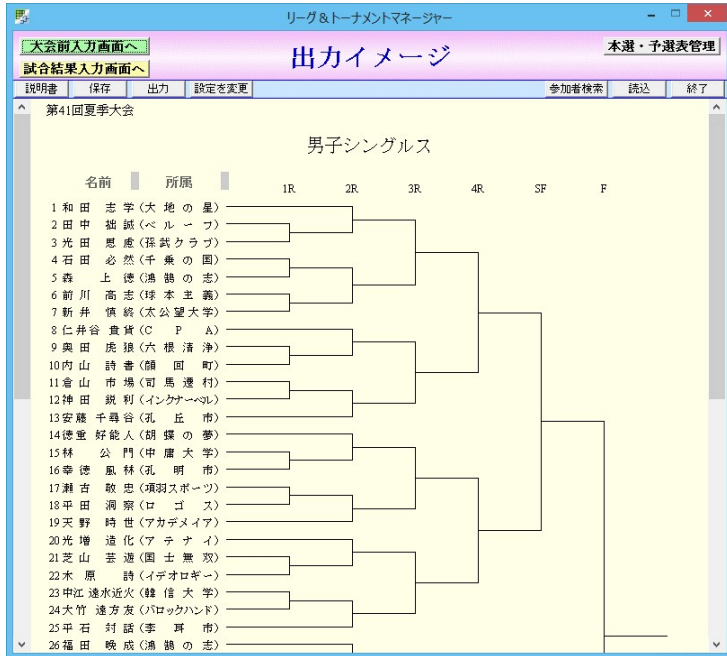 リーグ&トーナメントマネージャー
大会前入力画面へ
試合結果入力画面へ
出力イメージ
本選・予選表管理
説明書 保存 出力 設定を変更 参加者検索 読込 終了
第41回夏季大会
男子シングルス
名前 所属 1R 2R 3R 4R SF F
1 和田 志学(大地の星)
2 田中 拙誠(ベルーフ)
3 光田 思慮(孫武クラブ)
4 石田 必然(千乗の国)
5 森 上徳(鴻鵠の志)
6 前川 高志(球本主義)
7 新井 慎終(太公望大学)
8 仁井谷 貴貨(CPA)
9 奥田 虎狼(六根清浄)
10 内山 詩書(顔回町)
11 倉山 市場(司馬遷村)
12 神田 鋭利(インクナーベル)
13 安藤 千尋谷(孔丘市)
14 徳重 好能人(胡蝶の夢)
15 林 公門(中庸大学)
16 幸徳 風林(孔明市)
17 瀬古 敬忠(項羽スポーツ)
18 平田 洞察(ロゴス)
19 天野 時世(アカデメイア)
20 光増 造化(アテナイ)
21 芝山 芸遊(国士無双)
22 木原 詩(イデオロギー)
23 中江 遠水近火(韓信大学)
24 大竹 遠方友(バロックハンド)
25 平石 対話(李耳市)
26 福田 晩成(鴻鵠の志)